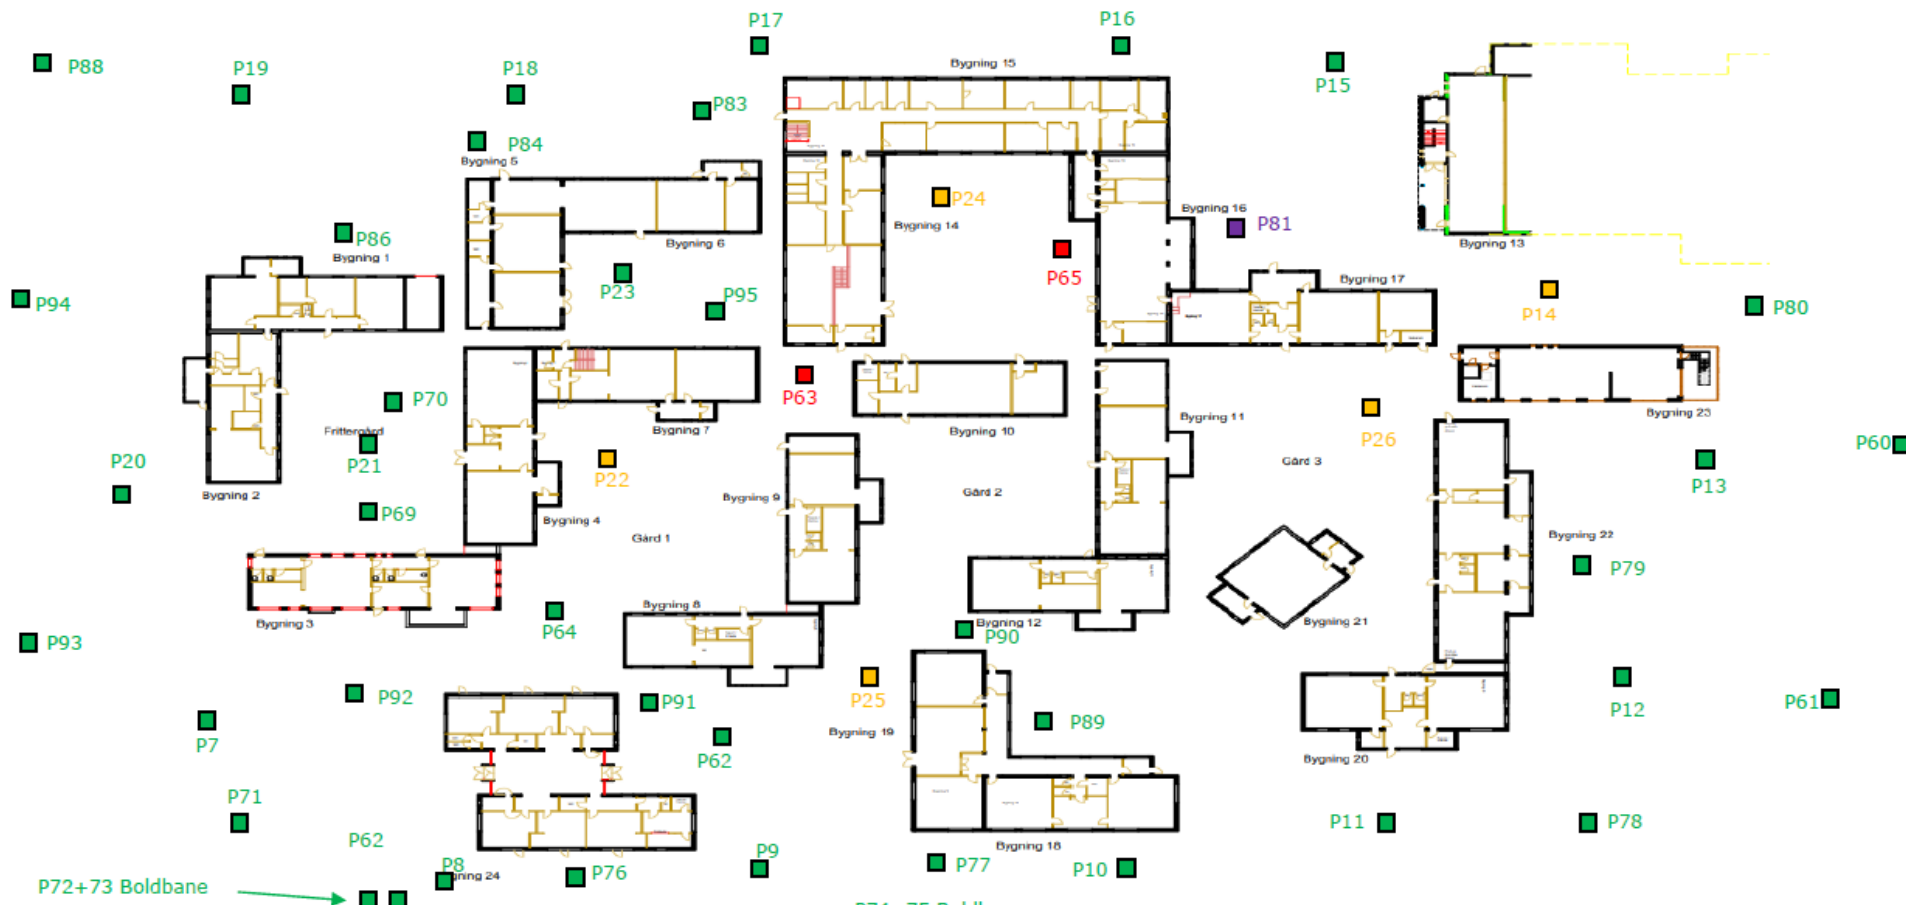 P17
P16
P88
P19
P18
P83
Bygning 15
P15
P84
Bygning 5
P24
Bygning 14
Bygning 16
P81
P86
Bygning 1
Bygning 6
Bygning 13
P65
P94
P23
P95
Bygning 17
P14
P80
P70
P63
Bygning 7
Bygning 10
Bygning 11
P26
Bygning 23
Frittergård
P21
P22
P20
Bygning 2
Bygning 9
Gård 2
Gård 3
P60
P13
P69
Bygning 4
Gård 1
Bygning 22
P79
Bygning 3
P64
Bygning 8
Bygning 12
P90
Bygning 21
P93
P92
P91
P25
P12
P61
P7
P62
Bygning 19
P89
Bygning 20
P71
P62
P11
P78
Bygning 18
P8
gning 24
P76
P9
P77
P10
P72+73 Boldbane